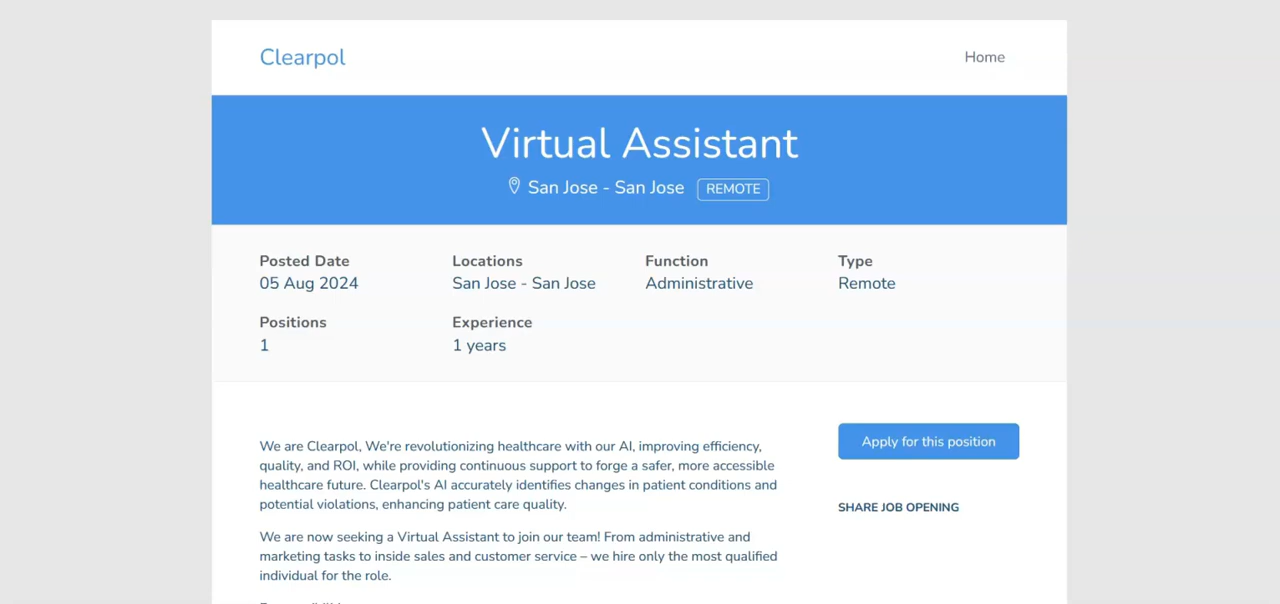 Clearpol
Home
Virtual Assistant
San Jose - San Jose REMOTE
Posted Date
05 Aug 2024
Locations
San Jose - San Jose
Function
Administrative
Type
Remote
Positions
1
Experience
1 years
We are Clearpol, We're revolutionizing healthcare with our AI, improving efficiency,
quality, and ROI, while providing continuous support to forge a safer, more accessible
healthcare future. Clearpol's AI accurately identifies changes in patient conditions and
potential violations, enhancing patient care quality.
We are now seeking a Virtual Assistant to join our team! From administrative and
marketing tasks to inside sales and customer service – we hire only the most qualified
individual for the role.
Apply for this position
SHARE JOB OPENING